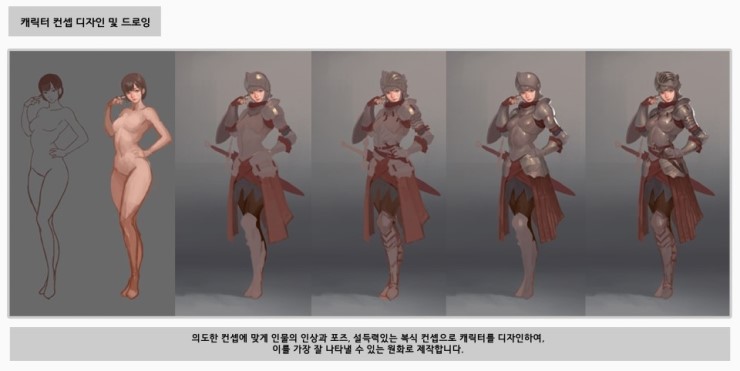 캐릭터 컨셉 디자인 및 드로잉
의도한 컨셉에 맞게 인물의 인상과 포즈, 설득력있는 복식 컨셉으로 캐릭터를 디자인하여,
이를 가장 잘 나타낼 수 있는 원화로 제작합니다.